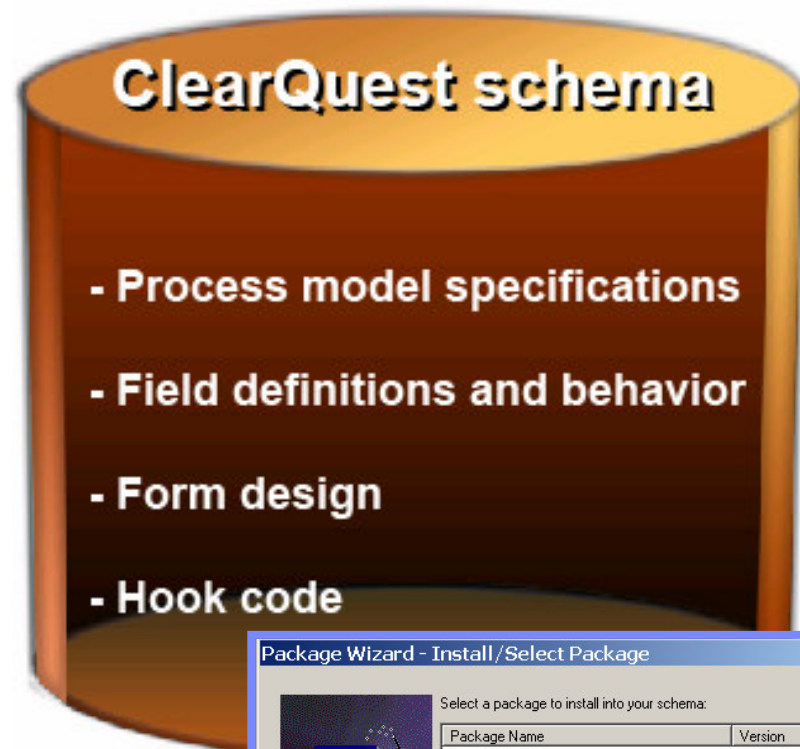 ClearQuest schema
- Process model specifications
- Field definitions and behavior
- Form design
- Hook code
Package Wizard - Install/Select Package
Select a package to install into your schema:
Package Name Version